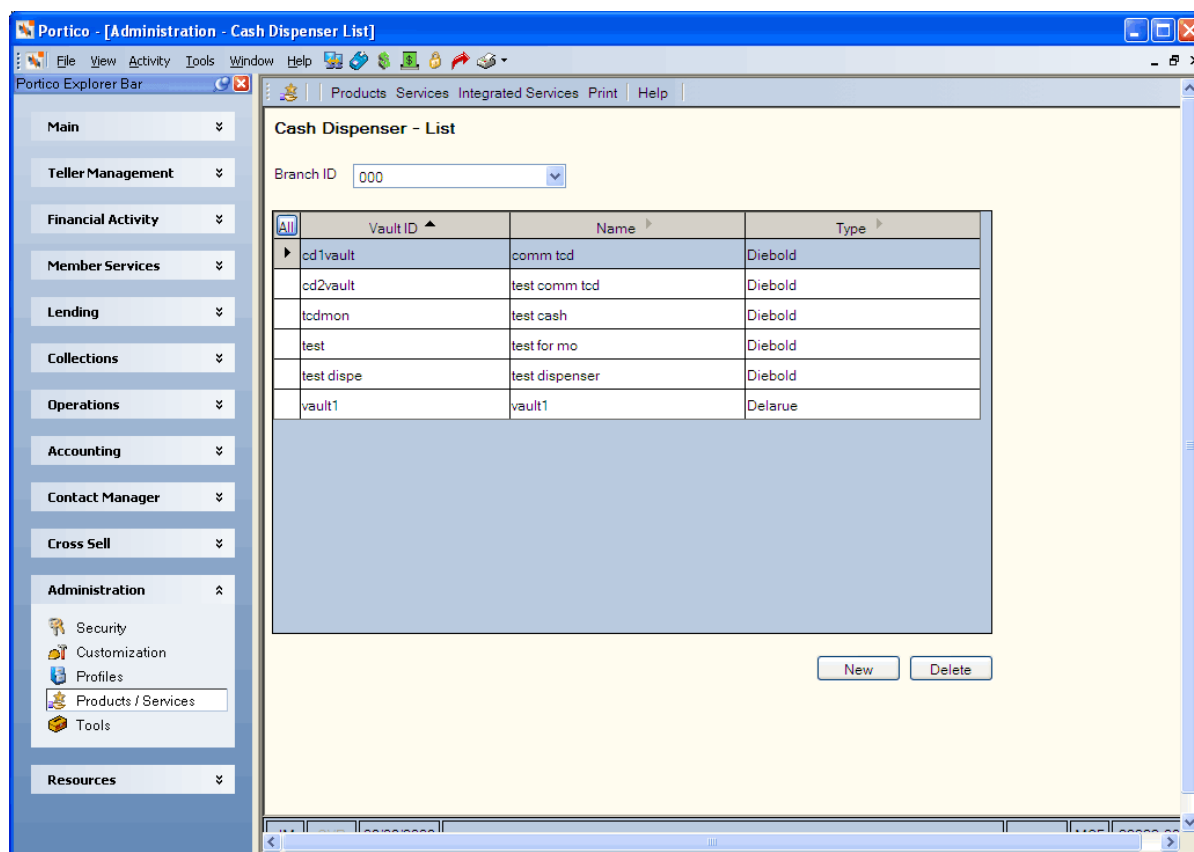 Portico - [Administration - Cash Dispenser List]
File View Activity Tools Window Help
Portico Explorer Bar
Main
Teller Management
Financial Activity
Member Services
Lending
Collections
Operations
Accounting
Contact Manager
Cross Sell
Administration
Security
Customization
Profiles
Products / Services
Tools
Resources
Products Services Integrated Services Print Help
Cash Dispenser - List
Branch ID 000
All Vault ID Name Type
cd1vault comm tcd Diebold
cd2vault test comm tcd Diebold
tcdmon test cash Diebold
test test for mo Diebold
test dispe test dispenser Diebold
vault1 vault1 Delarue
New Delete